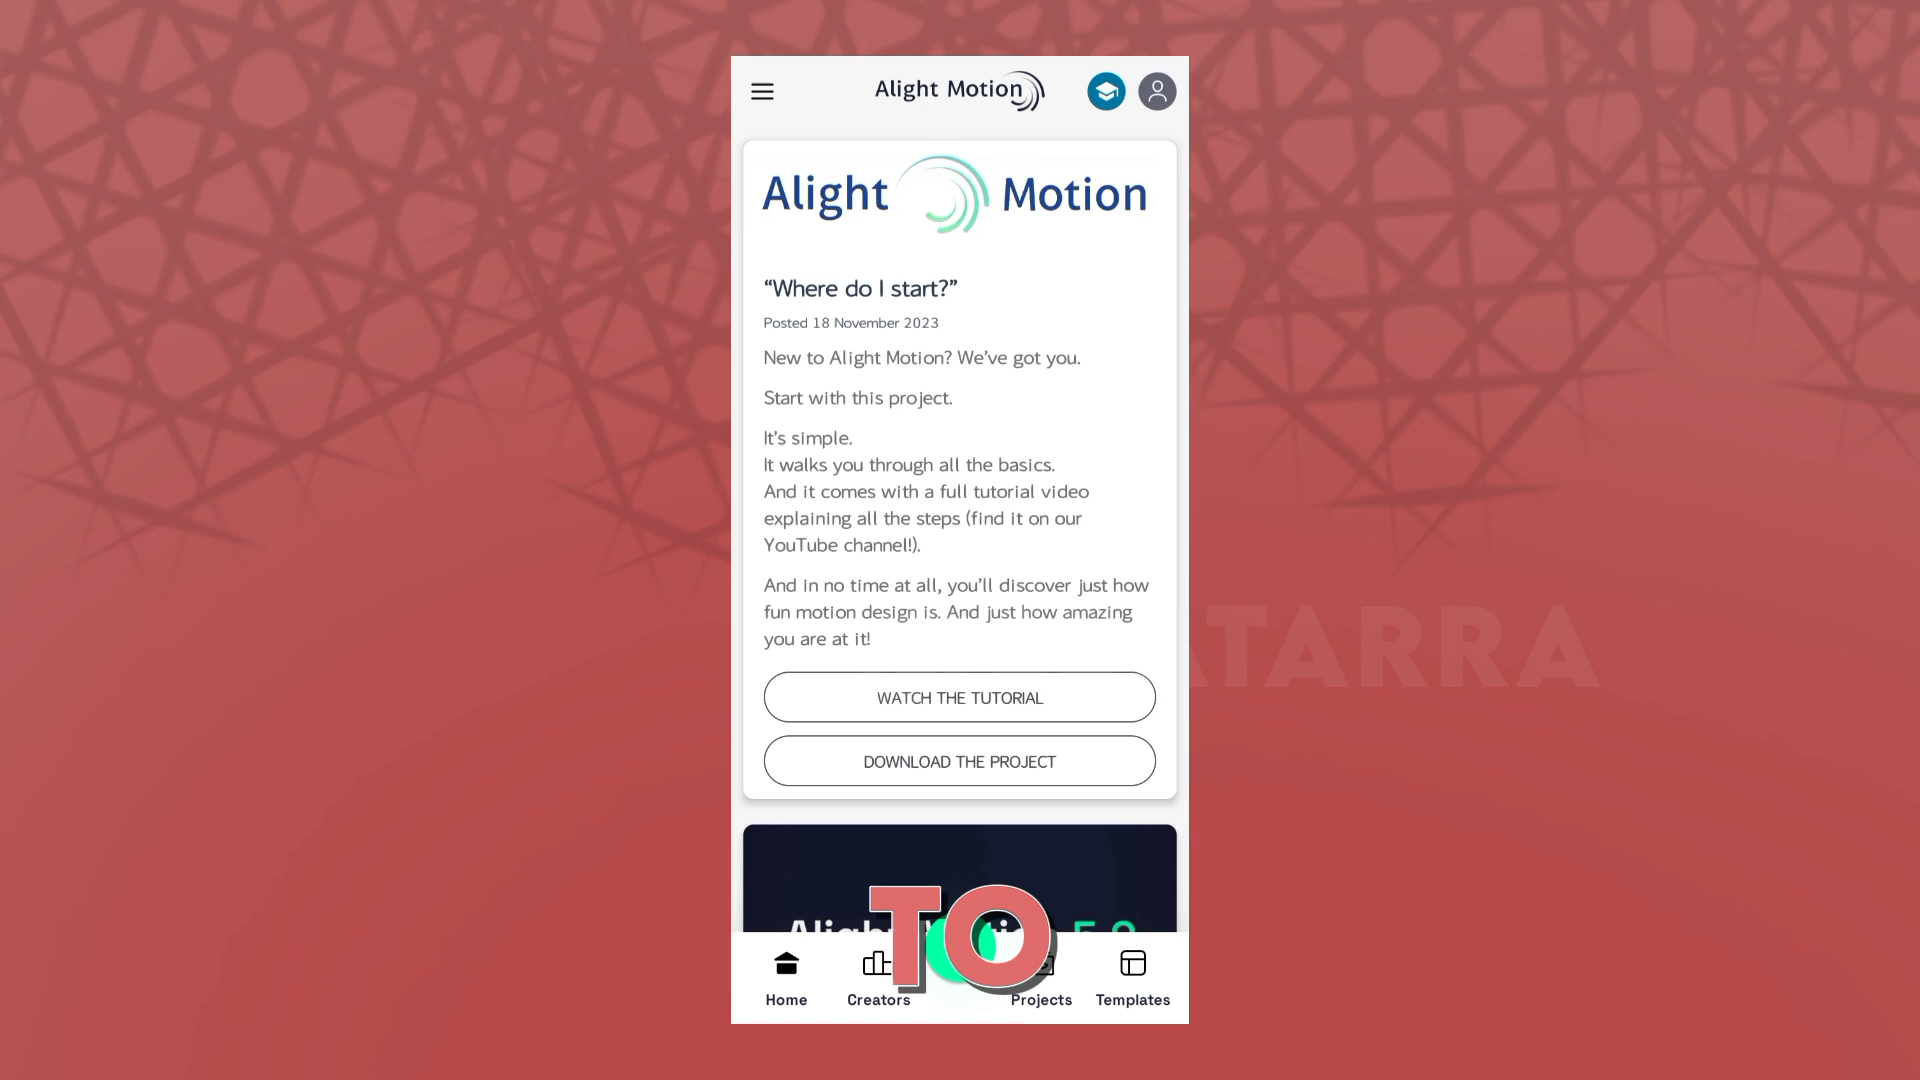 Alight Motion
Alight Motion
“Where do I start?”
Posted 18 November 2023
New to Alight Motion? We’ve got you.
Start with this project.
It’s simple.
It walks you through all the basics.
And it comes with a full tutorial video
explaining all the steps (find it on our
YouTube channel!).
And in no time at all, you’ll discover just how
fun motion design is. And just how amazing
you are at it!
WATCH THE TUTORIAL
DOWNLOAD THE PROJECT
ATARRA
TO
Home
Creators
Projects
Templates